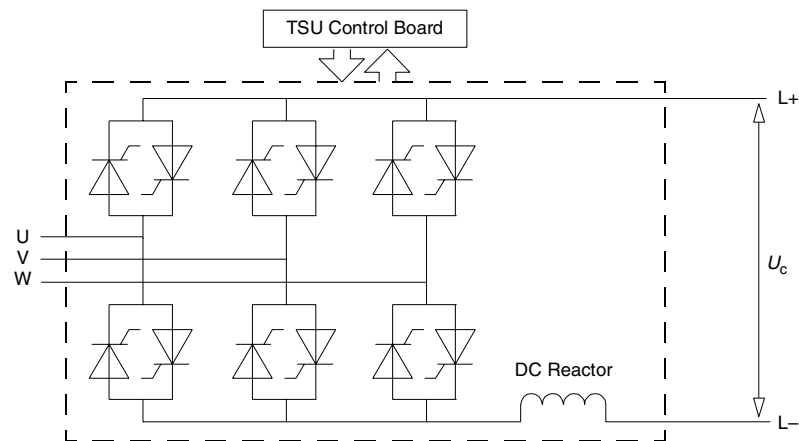 TSU Control Board
L+
U
V
W
Uc
DC Reactor
L–